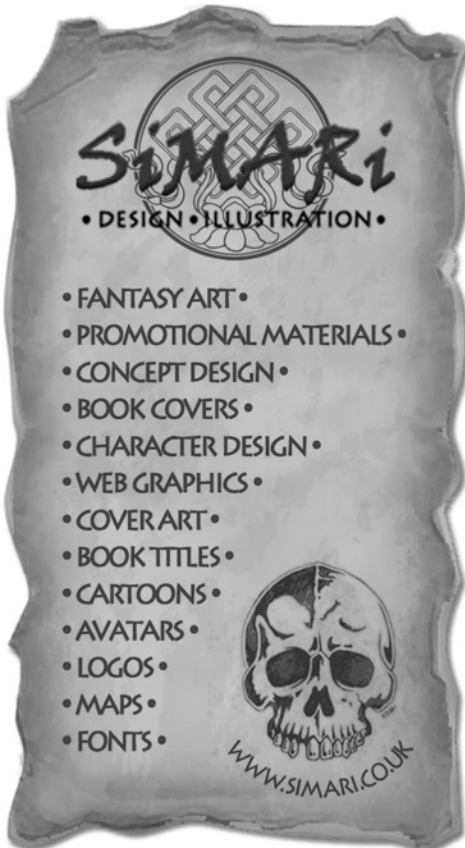 SiMARi
• DESIGN • ILLUSTRATION •
• FANTASY ART •
• PROMOTIONAL MATERIALS •
• CONCEPT DESIGN •
• BOOK COVERS •
• CHARACTER DESIGN •
• WEB GRAPHICS •
• COVER ART •
• BOOK TITLES •
• CARTOONS •
• AVATARS •
• LOGOS •
• MAPS •
• FONTS •
WWW.SIMARI.CO.UK